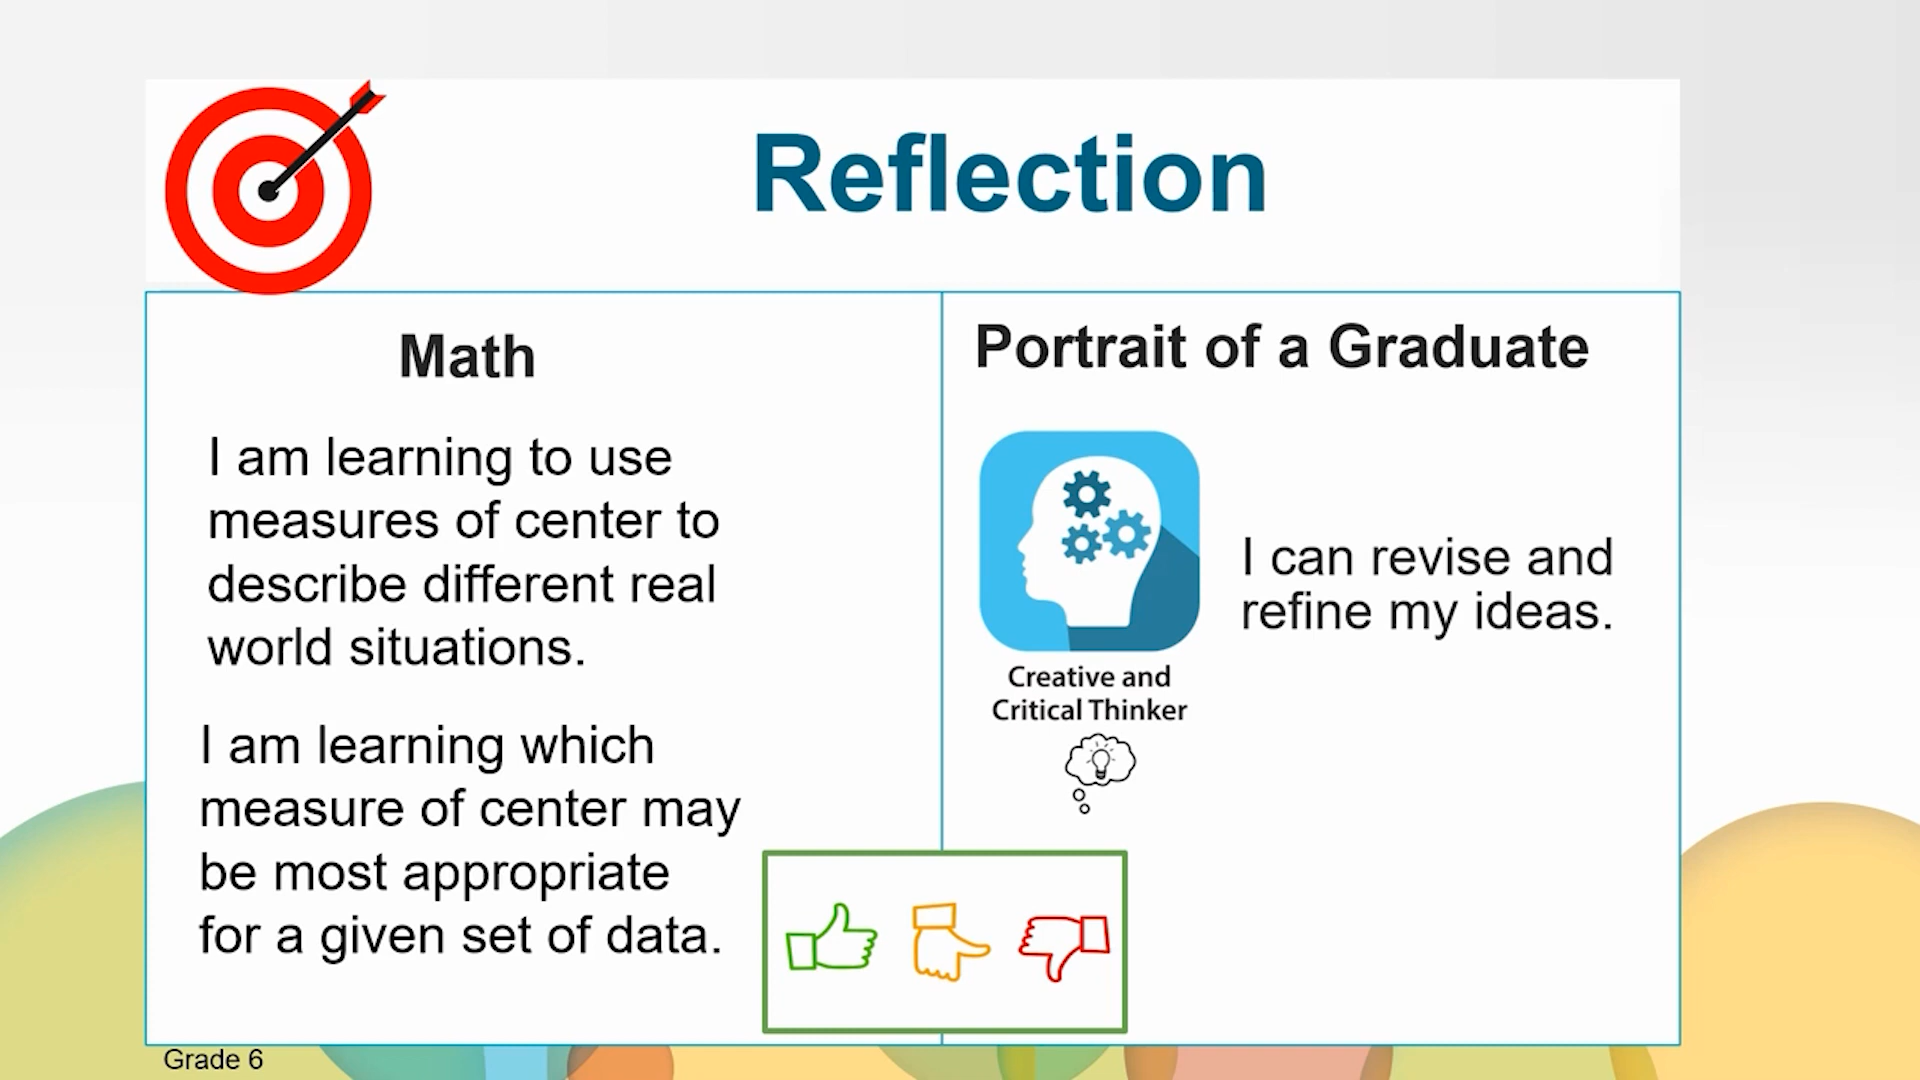 Reflection
Math
I am learning to use
measures of center to
describe different real
world situations.
I am learning which
measure of center may
be most appropriate
for a given set of data.
Portrait of a Graduate
I can revise and
refine my ideas.
Creative and
Critical Thinker
Grade 6